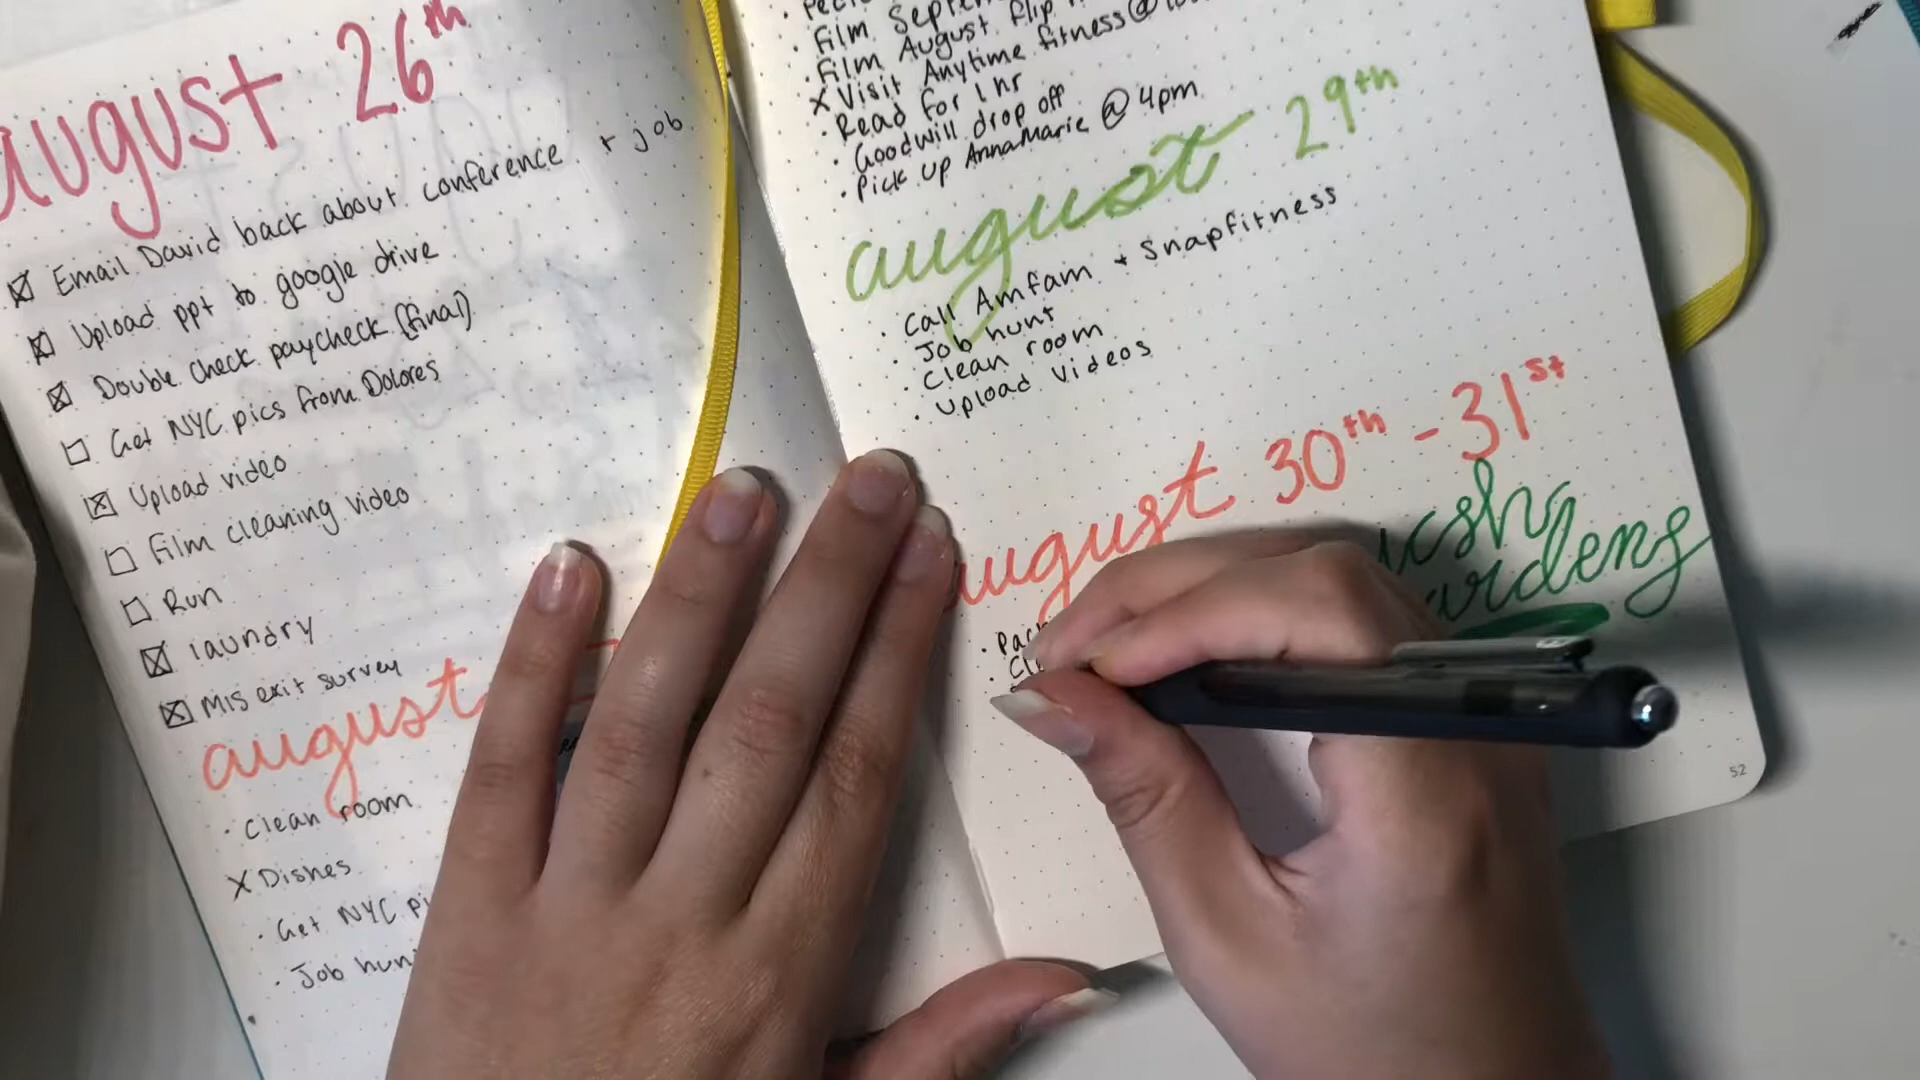 august 26th
☒ Email David back about conference + job
☒ Upload ppt to google drive
☒ Double check paycheck (final)
☐ Get NYC pics from Dolores
☒ Upload video
☐ Film cleaning video
☐ Run
☒ laundry
☒ MIS exit survey
august
· Clean room
X Dishes
· Get NYC
· Job
· Film
· Film August flip
X Visit Anytime fitness @
· Read for 1 hr
· Goodwill drop off
· Pick up AnnaMarie @ 4pm
august 29th
· Call Amfam + Snapfitness
· Job hunt
· Clean room
· Upload videos
august 30th - 31st
52